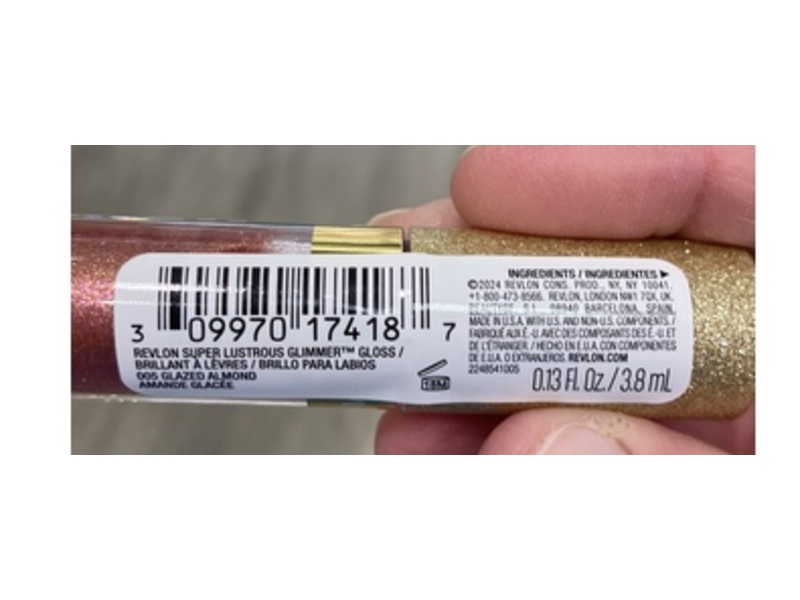 3 09970 17418 7
REVLON SUPER LUSTROUS GLIMMER™ GLOSS /
BRILLANT À LÈVRES / BRILLO PARA LABIOS
005 GLAZED ALMOND
AMANDE GLACÉE
18M
INGREDIENTS / INGREDIENTES ►
©2024 REVLON CONS. PROD., NY, NY 10041.
+1-800-473-8566. REVLON, LONDON NW1 7QX, UK.
BEAUTYGE S.L. 08940 BARCELONA, SPAIN.
MADE IN U.S.A. WITH U.S. AND NON-U.S. COMPONENTS. /
FABRIQUÉ AUX É.-U AVEC DES COMPOSANTS DES É.-U ET
DE L'ÉTRANGER. / HECHO EN E.U.A. CON COMPONENTES
DE E.U.A. O EXTRANJEROS. REVLON.COM
2248541005
0.13 Fl. Oz. / 3.8 mL